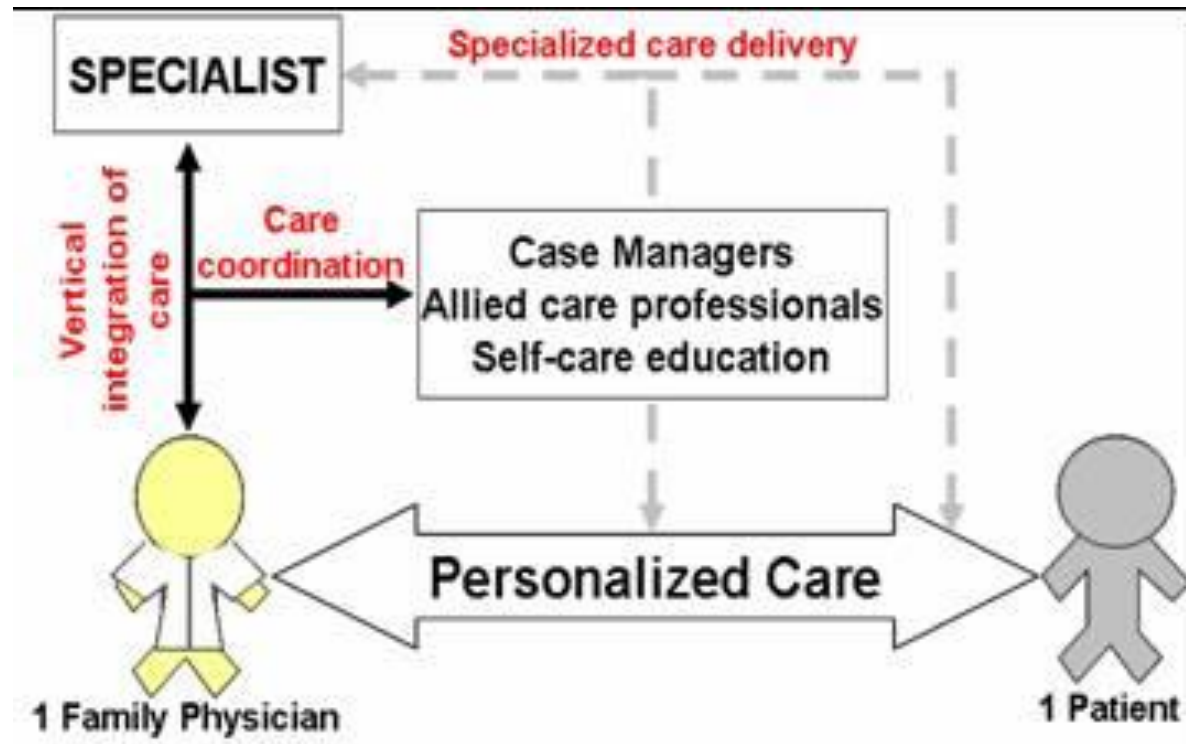 SPECIALIST
Specialized care delivery
Vertical
integration of
care
Care
coordination
Case Managers
Allied care professionals
Self-care education
Personalized Care
1 Family Physician
1 Patient